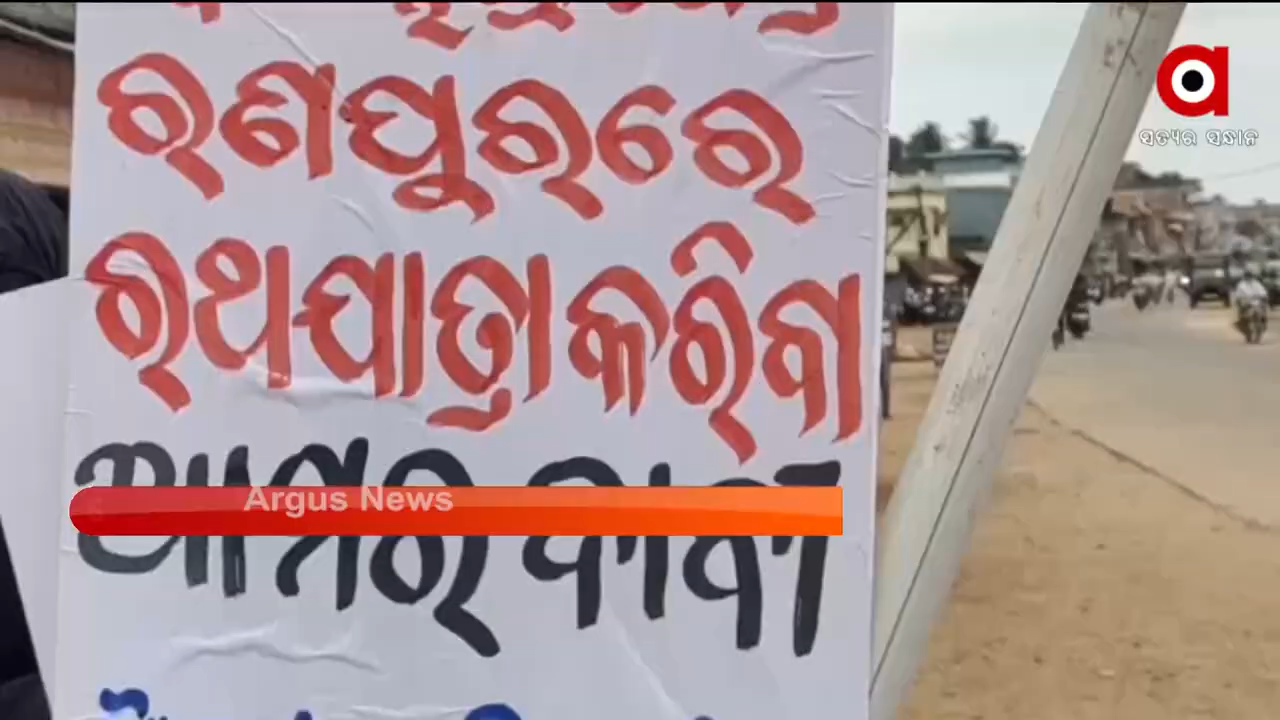 ରଣପୁରରେ
ରଥଯାତ୍ରା କରିବା
ଆମର ଦାବୀ
Argus News
ସତ୍ୟର ସନ୍ଧାନ